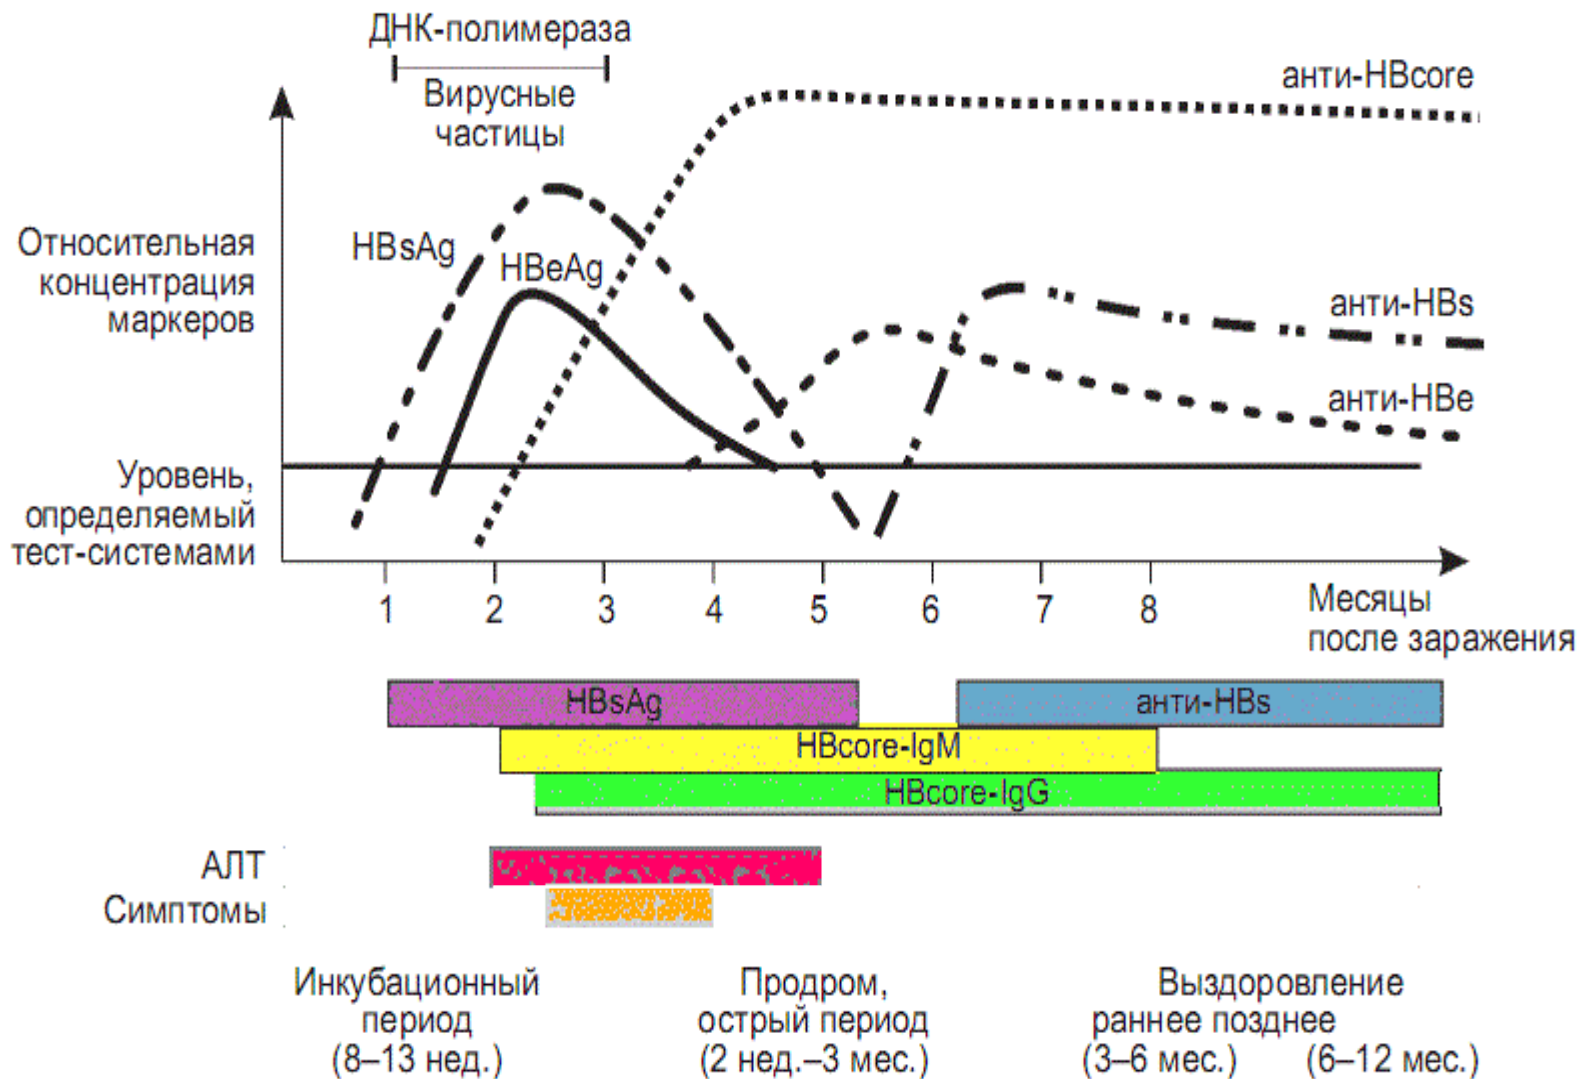 ДНК-полимераза
Вирусные
частицы
анти-HBcore
Относительная
концентрация
маркеров
HBsAg
HBeAg
анти-HBs
анти-HBe
Уровень,
определяемый
тест-системами
1 2 3 4 5 6 7 8
Месяцы
после заражения
HBsAg
анти-HBs
HBcore-IgM
HBcore-IgG
АЛТ
Симптомы
Инкубационный
период
(8–13 нед.)
Продром,
острый период
(2 нед.–3 мес.)
Выздоровление
раннее позднее
(3–6 мес.) (6–12 мес.)